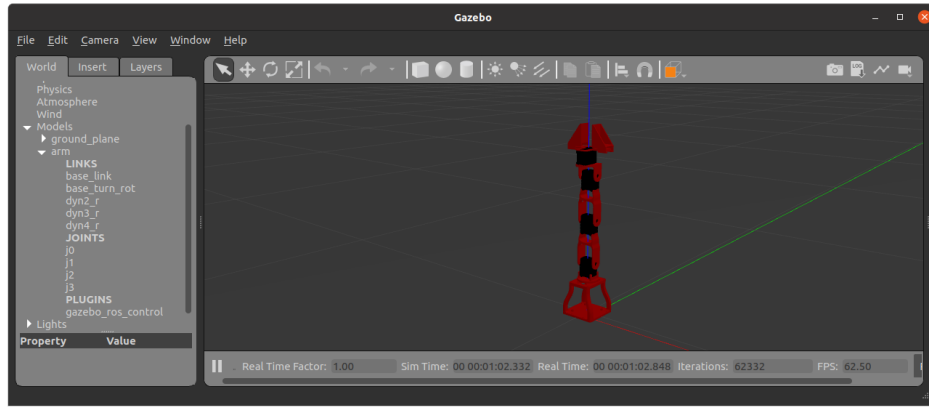 Gazebo
File Edit Camera View Window Help
World Insert Layers
Physics
Atmosphere
Wind
Models
ground_plane
arm
LINKS
base_link
base_turn_rot
dyn2_r
dyn3_r
dyn4_r
JOINTS
j0
j1
j2
j3
PLUGINS
gazebo_ros_control
Lights
Property Value
LOG
Real Time Factor: 1.00 Sim Time: 00 00:01:02.332 Real Time: 00 00:01:02.848 Iterations: 62332 FPS: 62.50